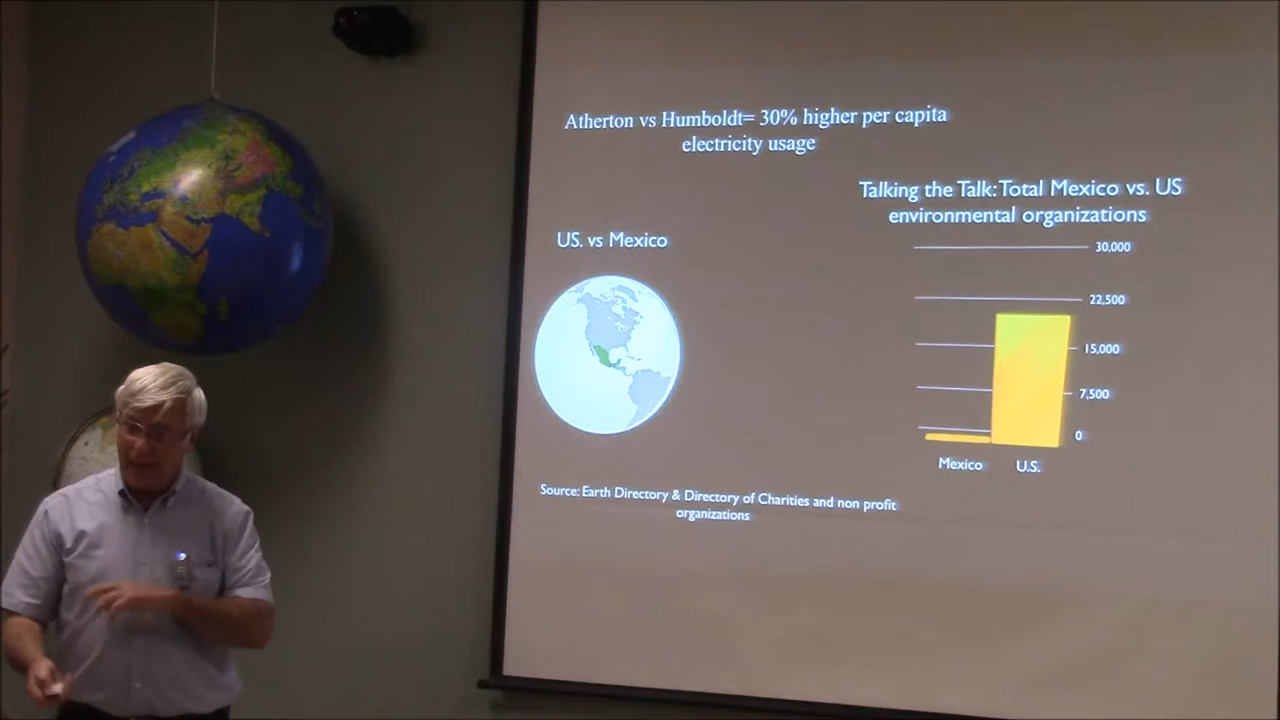 Atherton vs Humboldt= 30% higher per capita
electricity usage
Talking the Talk: Total Mexico vs. US
environmental organizations
US. vs Mexico
30,000
22,500
15,000
7,500
0
Mexico
U.S.
Source: Earth Directory & Directory of Charities and non profit
organizations